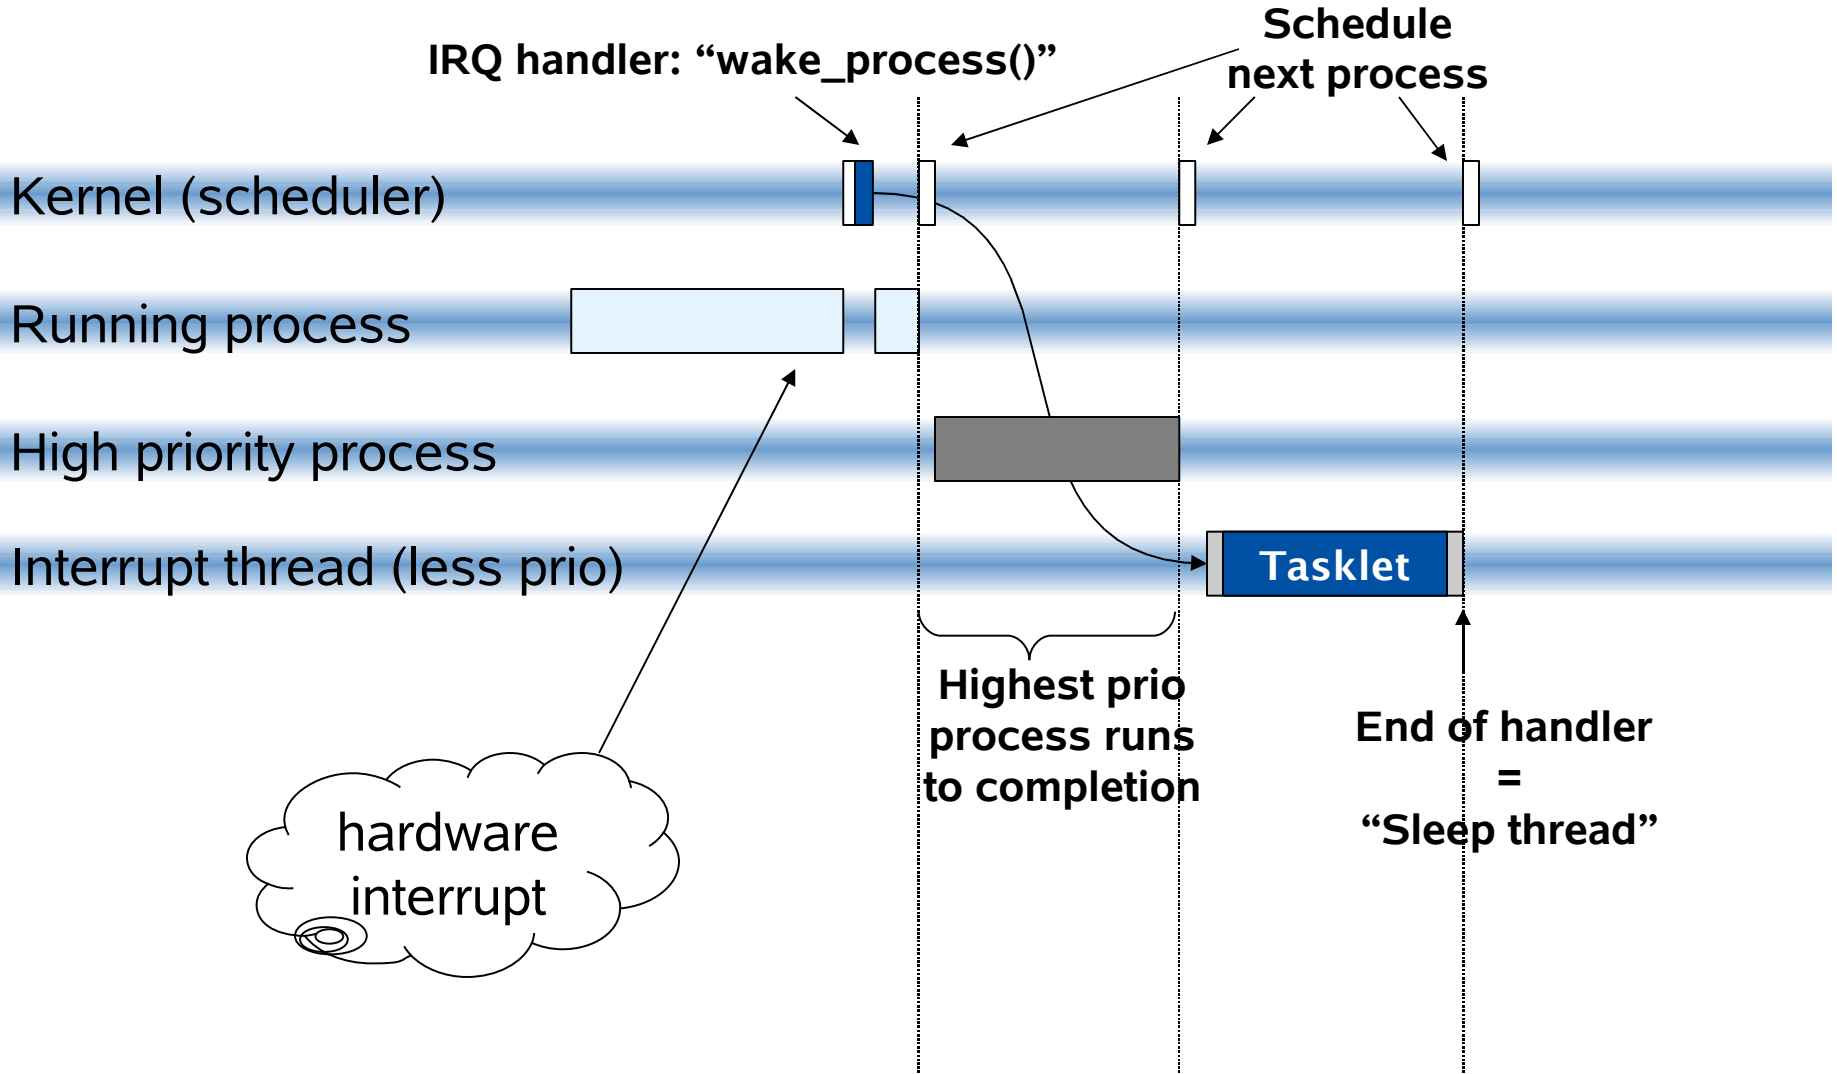 IRQ handler: “wake_process()”
Schedule
next process
Kernel (scheduler)
Running process
High priority process
Interrupt thread (less prio)
Tasklet
Highest prio
process runs
to completion
End of handler
=
“Sleep thread”
hardware
interrupt